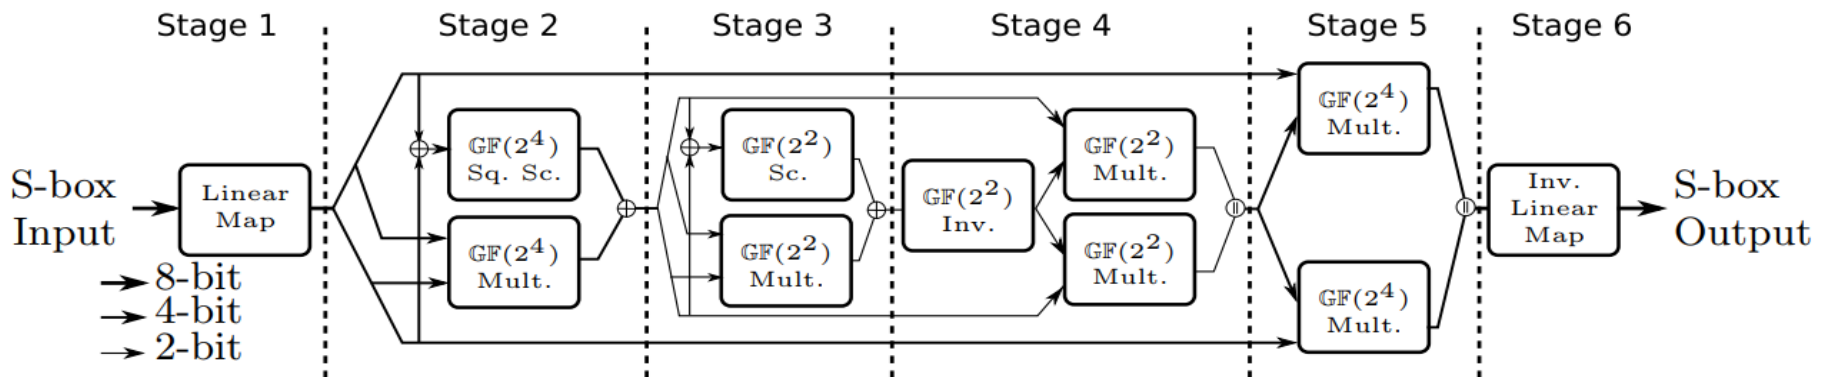 Stage 1
Stage 2
Stage 3
Stage 4
Stage 5
Stage 6
S-box
Input
Linear
Map
𝔾𝔽(2⁴)
Sq. Sc.
𝔾𝔽(2⁴)
Mult.
𝔾𝔽(2²)
Sc.
𝔾𝔽(2²)
Mult.
𝔾𝔽(2²)
Inv.
𝔾𝔽(2²)
Mult.
𝔾𝔽(2²)
Mult.
𝔾𝔽(2⁴)
Mult.
𝔾𝔽(2⁴)
Mult.
Inv.
Linear
Map
S-box
Output
8-bit
4-bit
2-bit